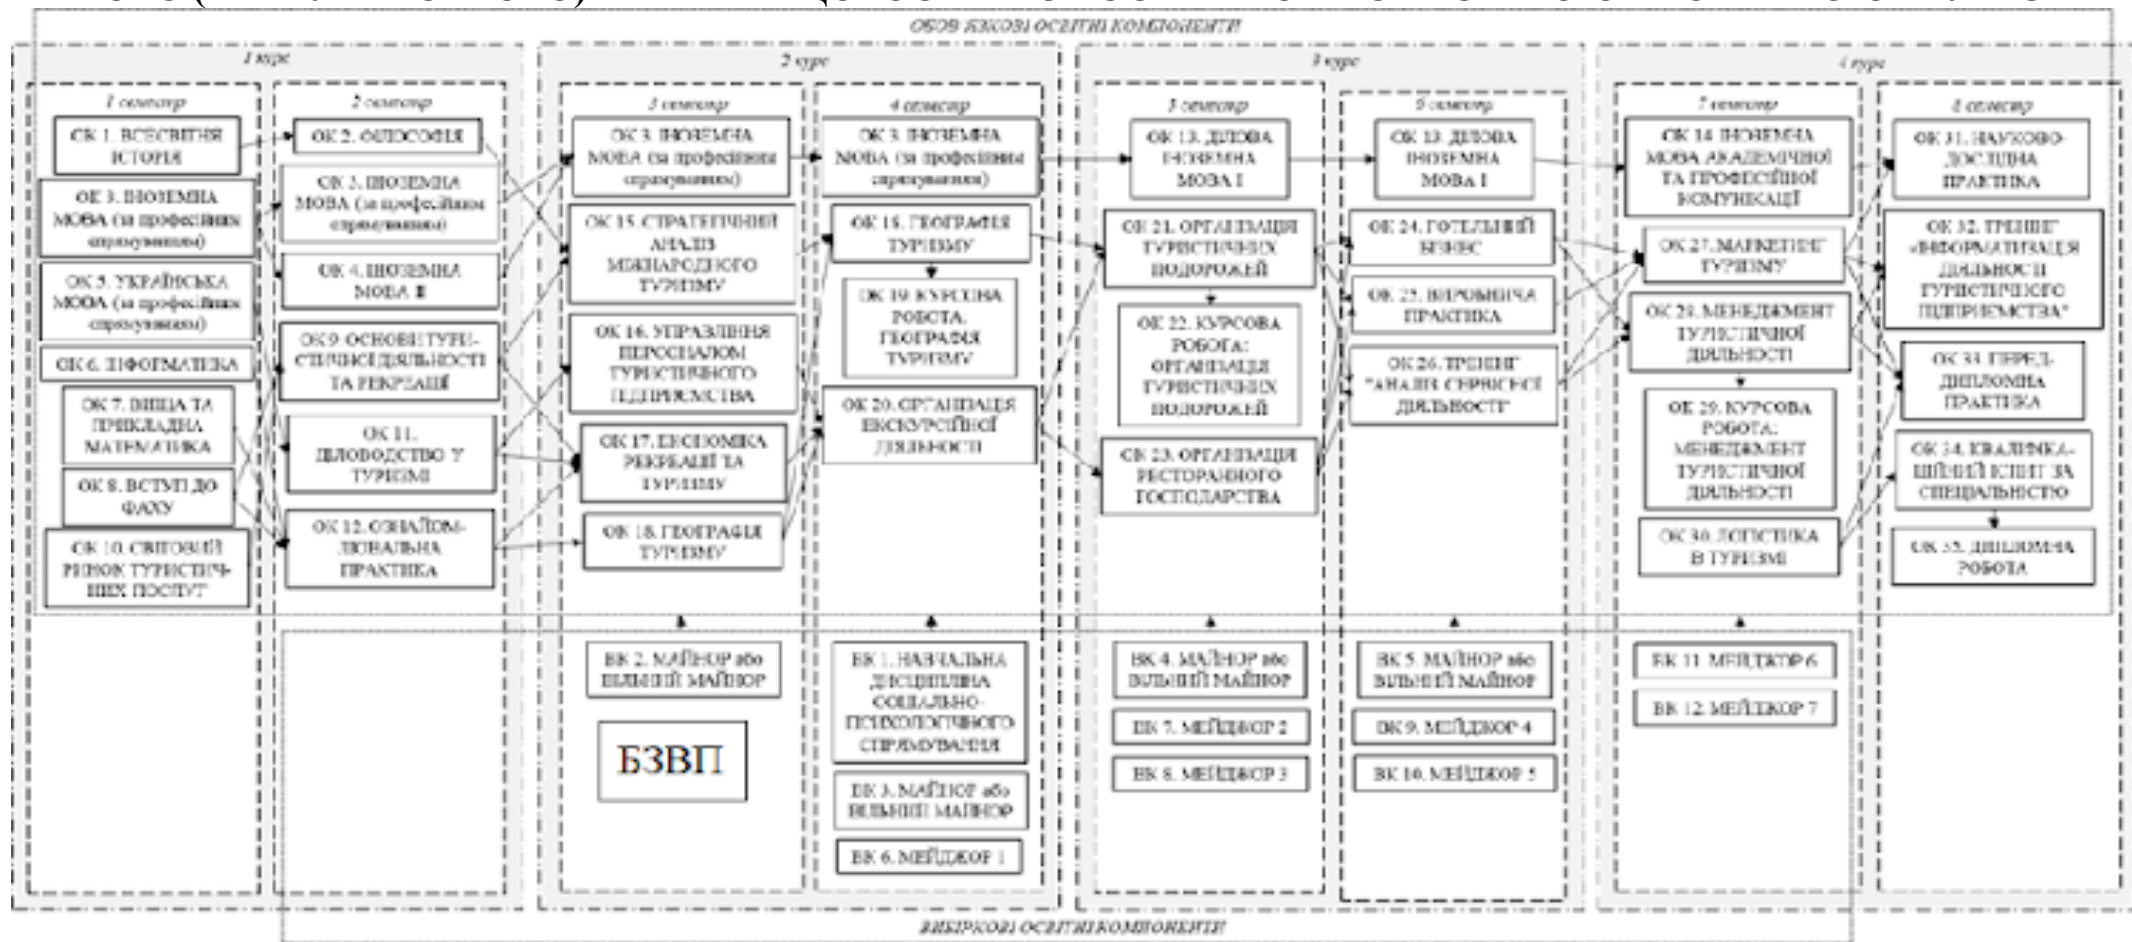 ОБОВ'ЯЗКОВІ ОСВІТНІ КОМПОНЕНТИ
1 курс
1 семестр
ОК 1. ВСЕСВІТНЯ
ІСТОРІЯ
ОК 3. ІНОЗЕМНА
МОВА (за професійним
спрямуванням)
ОК 5. УКРАЇНСЬКА
МОВА (за професійним
спрямуванням)
ОК 6. ІНФОРМАТИКА
ОК 7. ВИЩА ТА
ПРИКЛАДНА
МАТЕМАТИКА
ОК 8. ВСТУП ДО
ФАХУ
ОК 10. СВІТОВИЙ
РИНОК ТУРИСТИЧ-
НИХ ПОСЛУГ
2 семестр
ОК 2. ФІЛОСОФІЯ
ОК 3. ІНОЗЕМНА
МОВА (за професійним
спрямуванням)
ОК 4. ІНОЗЕМНА
МОВА ІІ
ОК 9. ОСНОВИ ТУРИ-
СТИЧНОЇ ДІЯЛЬНОСТІ
ТА РЕКРЕАЦІЇ
ОК 11.
ДІЛОВОДСТВО У
ТУРИЗМІ
ОК 12. ОЗНАЙОМ-
ЛЮВАЛЬНА
ПРАКТИКА
2 курс
3 семестр
ОК 3. ІНОЗЕМНА
МОВА (за професійним
спрямуванням)
ОК 15. СТРАТЕГІЧНИЙ
АНАЛІЗ
МІЖНАРОДНОГО
ТУРИЗМУ
ОК 16. УПРАВЛІННЯ
ПЕРСОНАЛОМ
ТУРИСТИЧНОГО
ПІДПРИЄМСТВА
ОК 17. ЕКОНОМІКА
РЕКРЕАЦІЇ ТА
ТУРИЗМУ
ОК 18. ГЕОГРАФІЯ
ТУРИЗМУ
ВК 2. МАЙНОР або
ВІЛЬНИЙ МАЙНОР
БЗВП
4 семестр
ОК 3. ІНОЗЕМНА
МОВА (за професійним
спрямуванням)
ОК 18. ГЕОГРАФІЯ
ТУРИЗМУ
ОК 19. КУРСОВА
РОБОТА:
ГЕОГРАФІЯ
ТУРИЗМУ
ОК 20. ОРГАНІЗАЦІЯ
ЕКСКУРСІЙНОЇ
ДІЯЛЬНОСТІ
ВК 1. НАВЧАЛЬНА
ДИСЦИПЛІНА
СОЦІАЛЬНО-
ПСИХОЛОГІЧНОГО
СПРЯМУВАННЯ
ВК 3. МАЙНОР або
ВІЛЬНИЙ МАЙНОР
ВК 6. МЕЙДЖОР 1
3 курс
5 семестр
ОК 13. ДІЛОВА
ІНОЗЕМНА
МОВА І
ОК 21. ОРГАНІЗАЦІЯ
ТУРИСТИЧНИХ
ПОДОРОЖЕЙ
ОК 22. КУРСОВА
РОБОТА:
ОРГАНІЗАЦІЯ
ТУРИСТИЧНИХ
ПОДОРОЖЕЙ
ОК 23. ОРГАНІЗАЦІЯ
РЕСТОРАННОГО
ГОСПОДАРСТВА
ВК 4. МАЙНОР або
ВІЛЬНИЙ МАЙНОР
ВК 7. МЕЙДЖОР 2
ВК 8. МЕЙДЖОР 3
6 семестр
ОК 13. ДІЛОВА
ІНОЗЕМНА
МОВА І
ОК 24. ГОТЕЛЬНИЙ
БІЗНЕС
ОК 25. ВИРОБНИЧА
ПРАКТИКА
ОК 26. ТРЕНІНГ
"АНАЛІЗ СЕРВІСНОЇ
ДІЯЛЬНОСТІ"
ВК 5. МАЙНОР або
ВІЛЬНИЙ МАЙНОР
ВК 9. МЕЙДЖОР 4
ВК 10. МЕЙДЖОР 5
4 курс
7 семестр
ОК 14. ІНОЗЕМНА
МОВА АКАДЕМІЧНОЇ
ТА ПРОФЕСІЙНОЇ
КОМУНІКАЦІЇ
ОК 27. МАРКЕТИНГ
ТУРИЗМУ
ОК 28. МЕНЕДЖМЕНТ
ТУРИСТИЧНОЇ
ДІЯЛЬНОСТІ
ОК 29. КУРСОВА
РОБОТА:
МЕНЕДЖМЕНТ
ТУРИСТИЧНОЇ
ДІЯЛЬНОСТІ
ОК 30. ЛОГІСТИКА
В ТУРИЗМІ
ВК 11. МЕЙДЖОР 6
ВК 12. МЕЙДЖОР 7
8 семестр
ОК 31. НАУКОВО-
ДОСЛІДНА
ПРАКТИКА
ОК 32. ТРЕНІНГ
"ІНФОРМАТИЗАЦІЯ
ДІЯЛЬНОСТІ
ТУРИСТИЧНОГО
ПІДПРИЄМСТВА"
ОК 33. ПЕРЕД-
ДИПЛОМНА
ПРАКТИКА
ОК 34. КВАЛІФІКА-
ЦІЙНИЙ ІСПИТ ЗА
СПЕЦІАЛЬНІСТЮ
ОК 35. ДИПЛОМНА
РОБОТА
ВИБІРКОВІ ОСВІТНІ КОМПОНЕНТИ